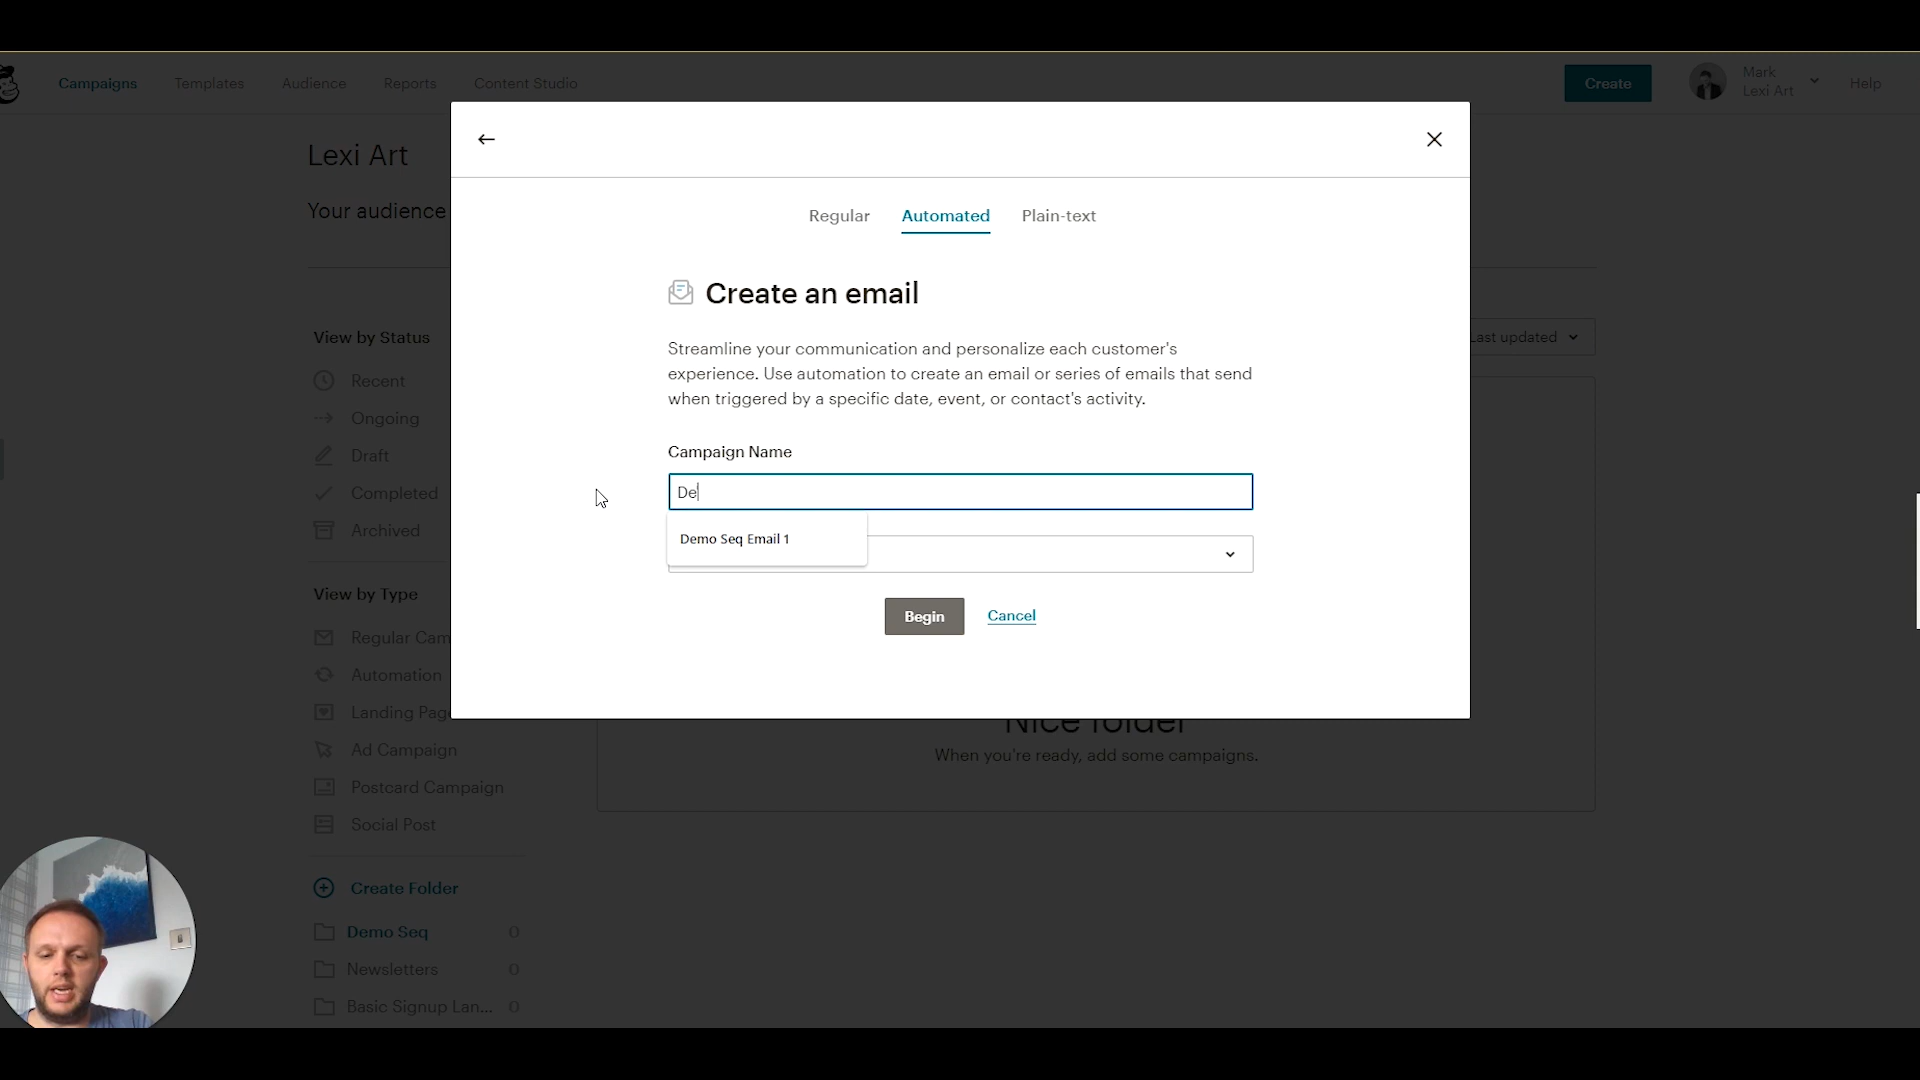 Campaigns Templates Audience Reports Content Studio Create Mark Help
Lexi Art
Lexi Art
Your audience
Regular Automated Plain-text
Create an email
Streamline your communication and personalize each customer's
experience. Use automation to create an email or series of emails that send
when triggered by a specific date, event, or contact's activity.
Campaign Name
De
Demo Seq Email 1
Begin Cancel
View by Status
Last updated
Recent
Ongoing
Draft
Completed
Archived
View by Type
Regular Cam
Automation
Landing Page
Ad Campaign
Postcard Campaign
Social Post
Nice folder
When you're ready, add some campaigns.
Create Folder
Demo Seq 0
Newsletters 0
Basic Signup Lan... 0